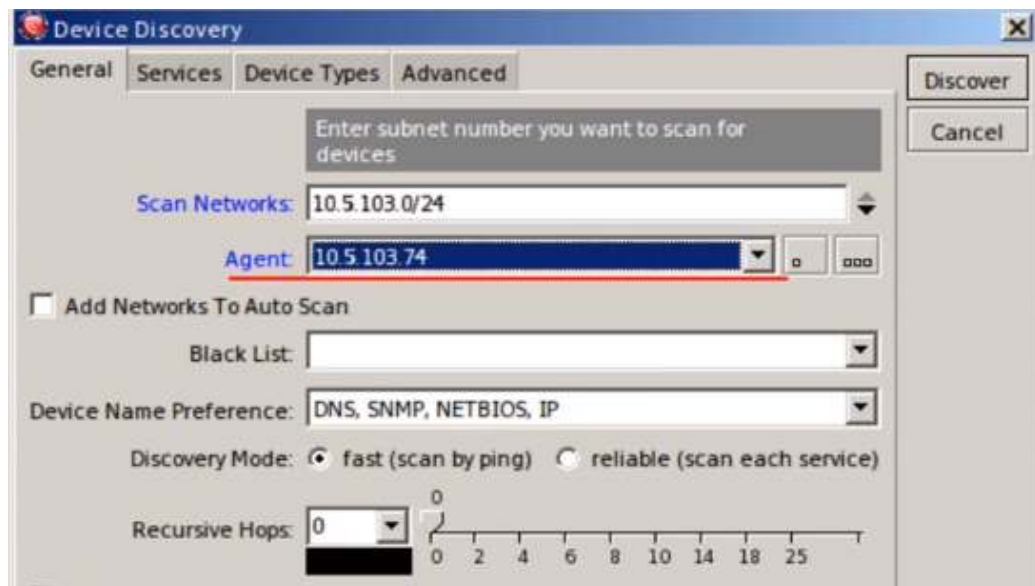 Device Discovery
General Services Device Types Advanced
Discover
Cancel
Enter subnet number you want to scan for
devices
Scan Networks: 10.5.103.0/24
Agent: 10.5.103.74
Add Networks To Auto Scan
Black List:
Device Name Preference: DNS, SNMP, NETBIOS, IP
Discovery Mode: fast (scan by ping) reliable (scan each service)
0
Recursive Hops: 0
0 2 4 6 8 10 14 18 25